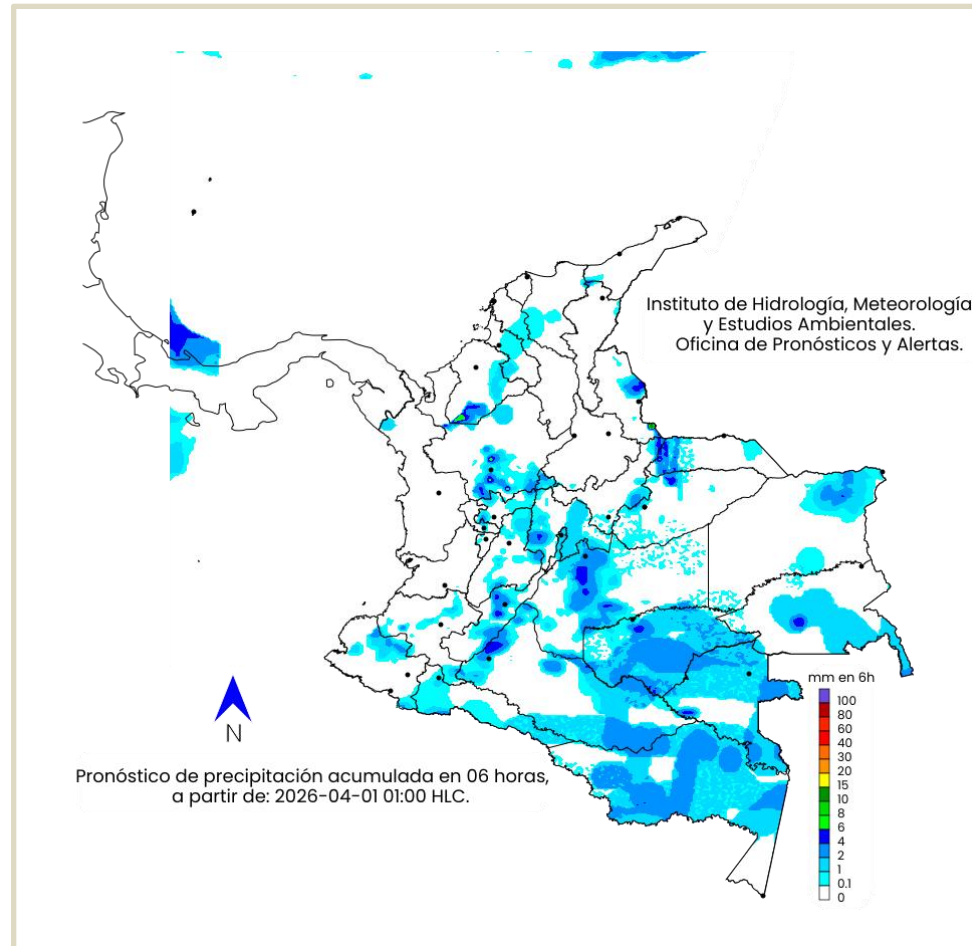 Instituto de Hidrología, Meteorología
y Estudios Ambientales.
Oficina de Pronósticos y Alertas.
mm en 6h
100
80
60
40
30
20
15
10
8
6
4
2
1
0.1
0
N
Pronóstico de precipitación acumulada en 06 horas,
a partir de: 2026-04-01 01:00 HLC.